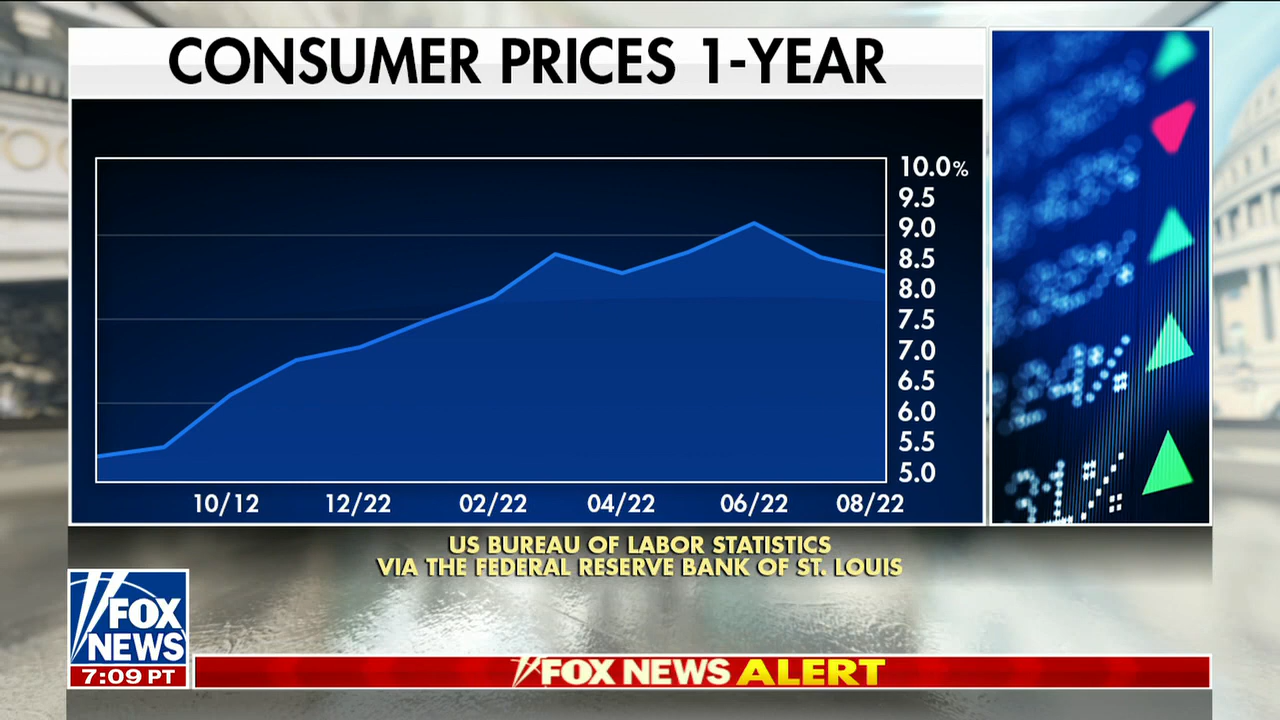 CONSUMER PRICES 1-YEAR
10.0%
9.5
9.0
8.5
8.0
7.5
7.0
6.5
6.0
5.5
5.0
10/12 12/22 02/22 04/22 06/22 08/22
US BUREAU OF LABOR STATISTICS
VIA THE FEDERAL RESERVE BANK OF ST. LOUIS
FOX
NEWS
7:09 PT
FOX NEWS ALERT